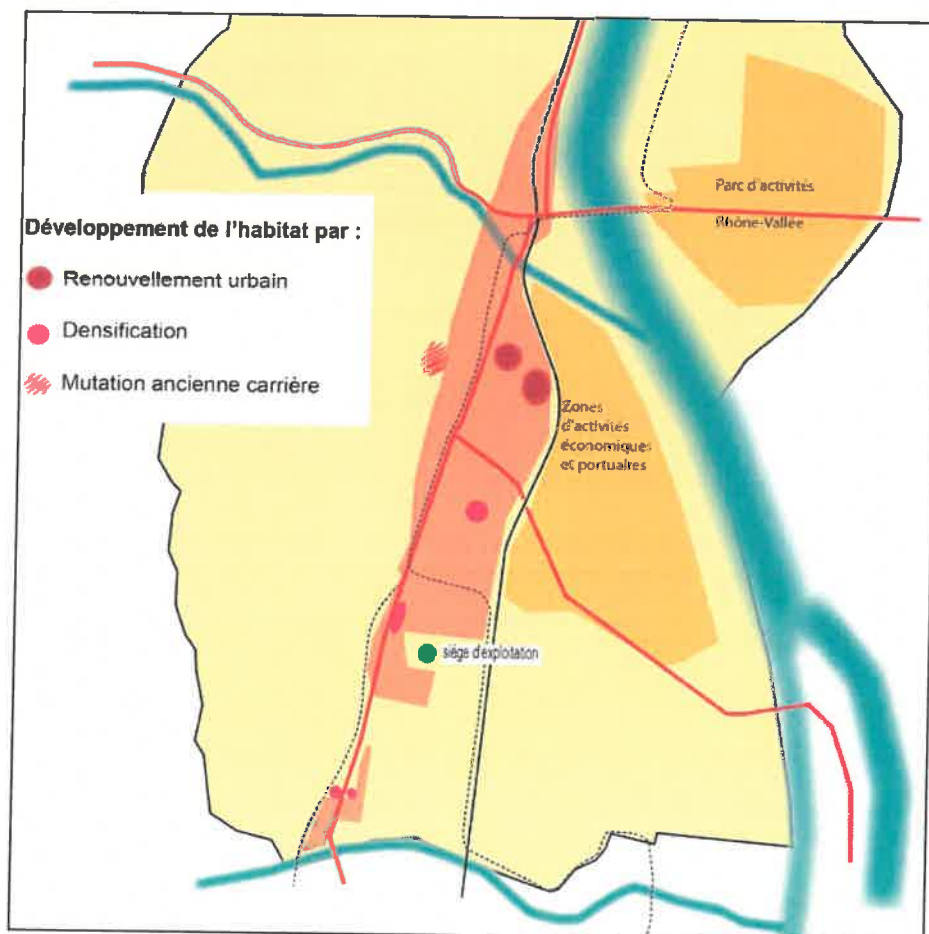 Parc d'activités
Rhône-Vallée
Développement de l'habitat par :
Renouvellement urbain
Densification
Mutation ancienne carrière
Zones
d'activités
économiques
et portuaires
siège d'exploitation